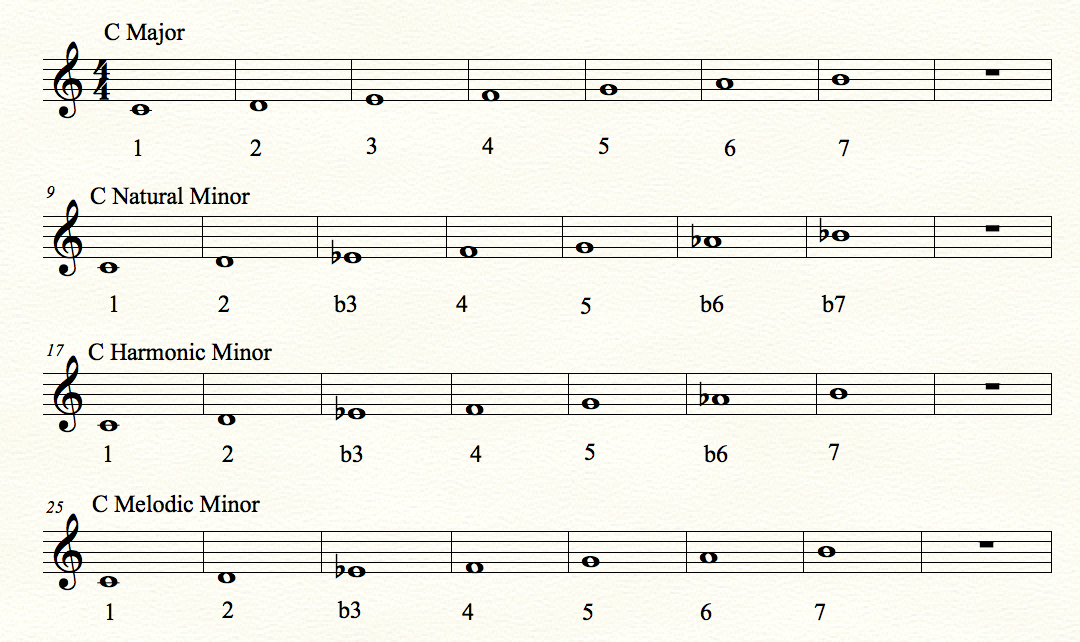 C Major
4
4
1 2 3 4 5 6 7
9 C Natural Minor
1 2 b3 4 5 b6 b7
17 C Harmonic Minor
1 2 b3 4 5 b6 7
25 C Melodic Minor
1 2 b3 4 5 6 7